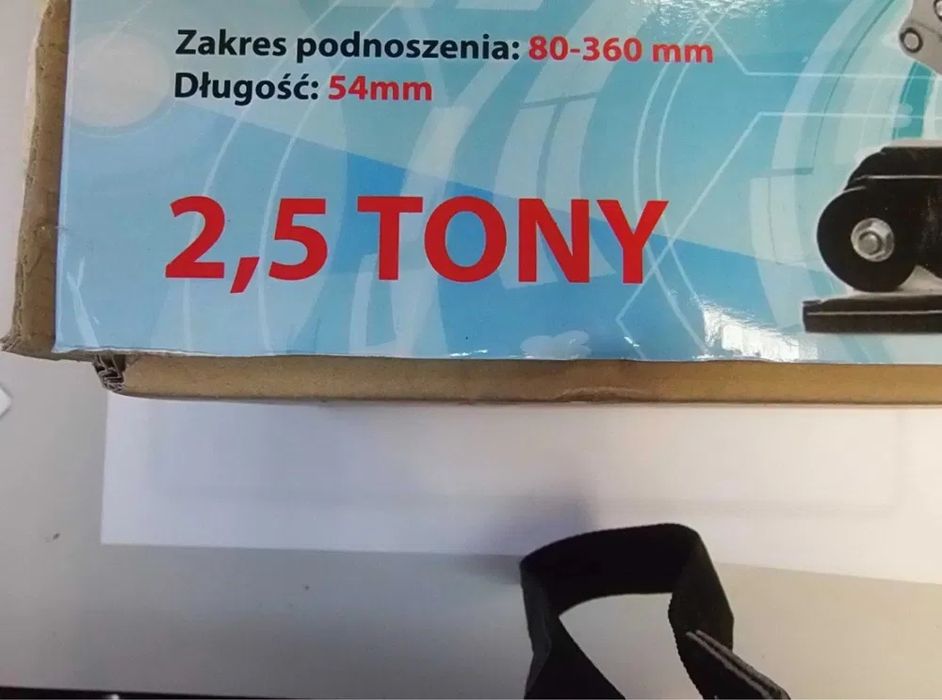 Zakres podnoszenia: 80-360 mm
Długość: 54mm
2,5 TONY